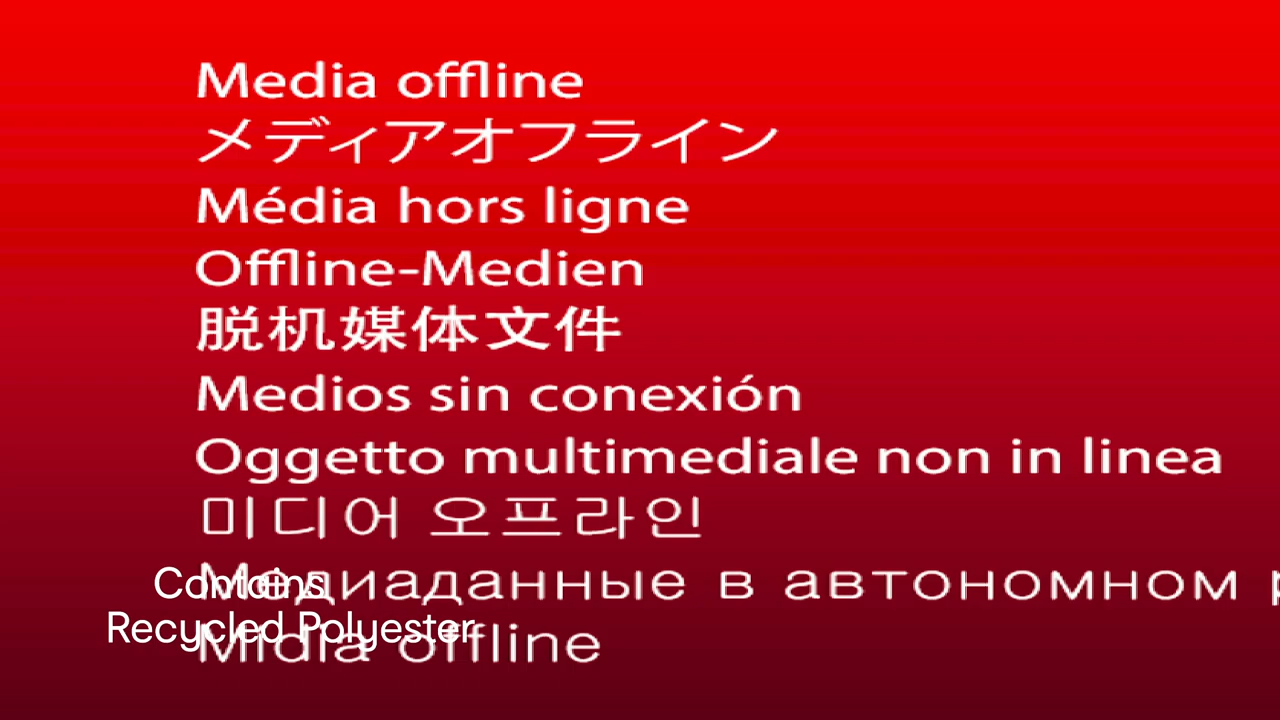 Media offline
メディアオフライン
Média hors ligne
Offline-Medien
脱机媒体文件
Medios sin conexión
Oggetto multimediale non in linea
미디어 오프라인
Медиаданные в автономном
Contains
Recycled Polyester
Mídia offline